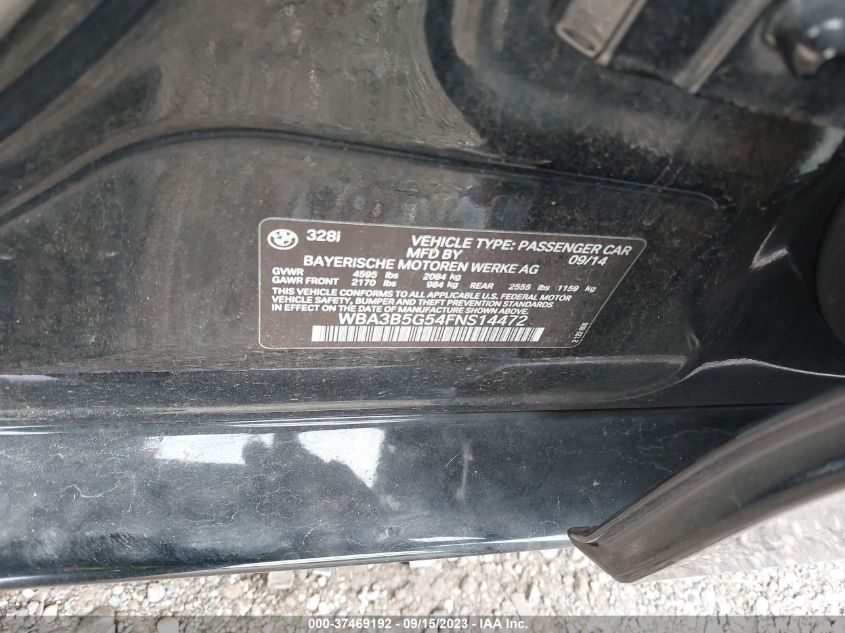 328i
VEHICLE TYPE: PASSENGER CAR
MFD BY 09/14
BAYERISCHE MOTOREN WERKE AG
GVWR 4595 lbs 2084 kg
GAWR FRONT 2170 lbs 984 kg REAR 2555 lbs 1159 kg
THIS VEHICLE CONFORMS TO ALL APPLICABLE U.S. FEDERAL MOTOR
VEHICLE SAFETY, BUMPER AND THEFT PREVENTION STANDARDS
IN EFFECT ON THE DATE OF MANUFACTURE SHOWN ABOVE.
WBA3B5G54FNS14472
000-37469192 - 09/15/2023 - 1151 - IAAI